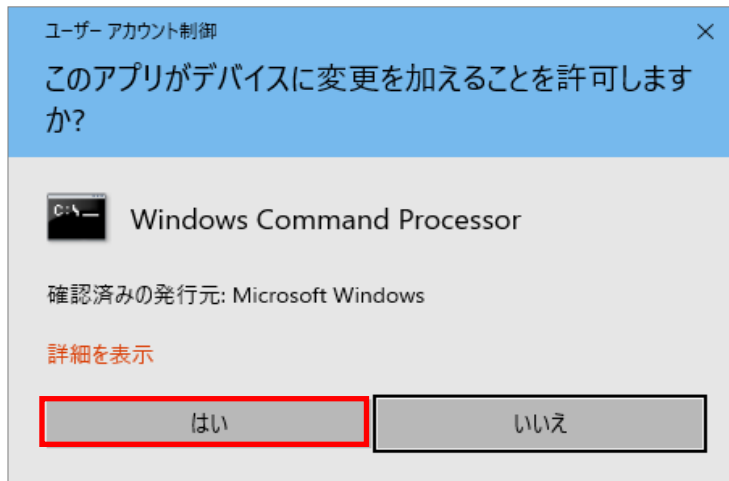 ユーザー アカウント制御
このアプリがデバイスに変更を加えることを許可します
か?
C:\
Windows Command Processor
確認済みの発行元: Microsoft Windows
詳細を表示
はい
いいえ